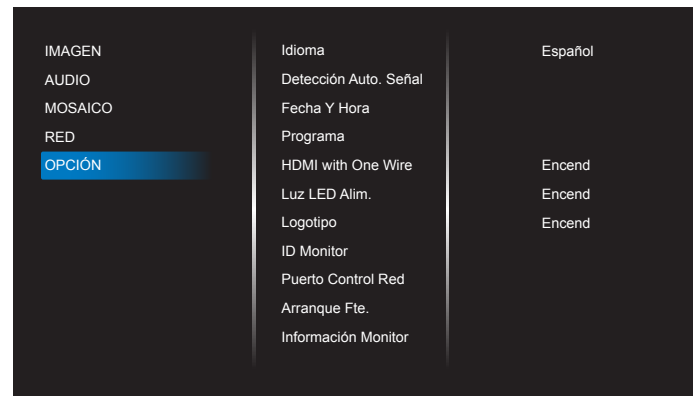 IMAGEN
AUDIO
MOSAICO
RED
OPCIÓN
Idioma Español
Detección Auto. Señal
Fecha Y Hora
Programa
HDMI with One Wire Encend
Luz LED Alim. Encend
Logotipo Encend
ID Monitor
Puerto Control Red
Arranque Fte.
Información Monitor